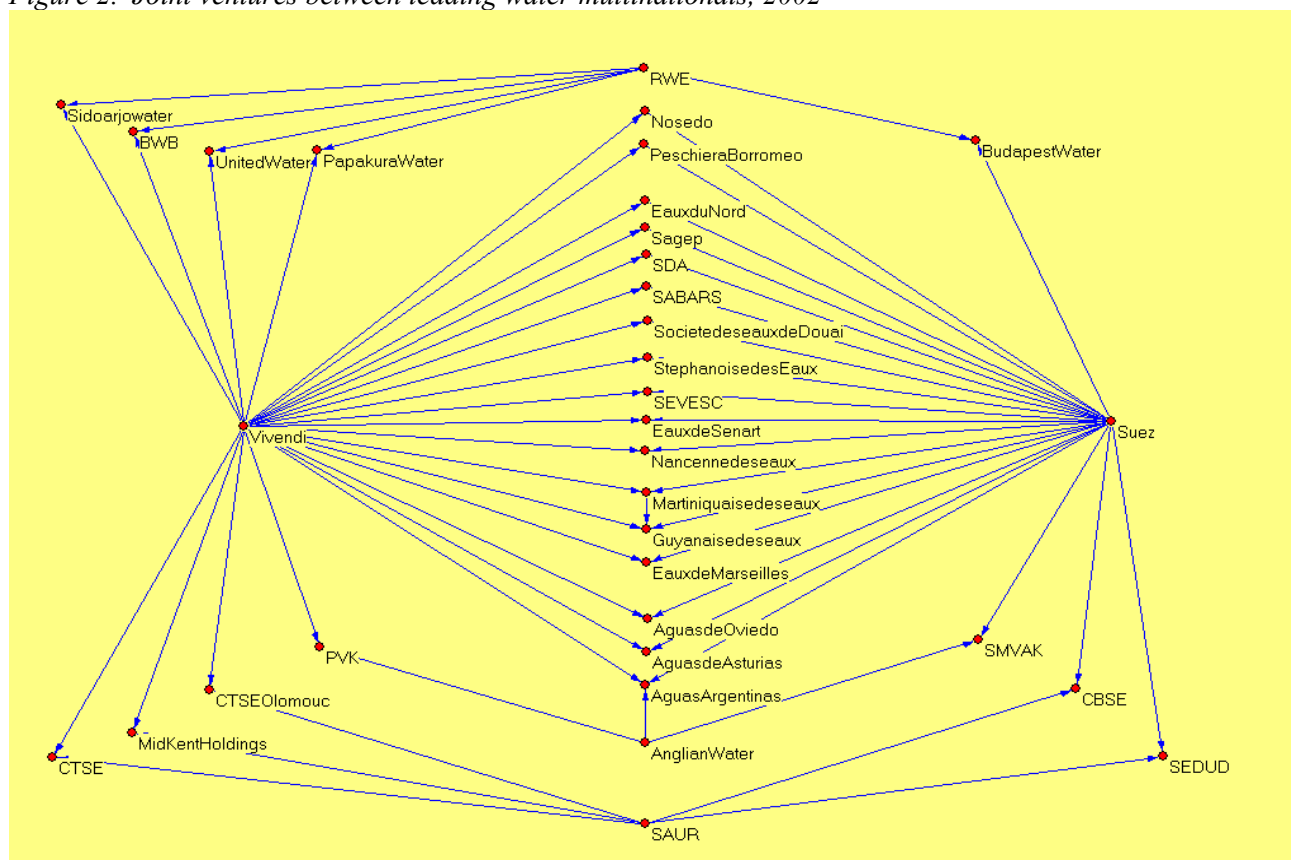 Figure 2: Joint ventures between leading water multinationals, 2002
RWE
Sidoarjowater
Nosedo
BWB
UnitedWater
PapakuraWater
PeschieraBorromeo
BudapestWater
EauxduNord
Sagep
SDA
SABARS
SocietedeseauxdeDouai
StephanoisedesEaux
SEVESC
EauxdeSenart
Vivendi
Suez
Nancennedeseaux
Martiniquaisedeseaux
Guyanaisedeseaux
EauxdeMarseilles
AguasdeOviedo
PVK
AguasdeAsturias
SMVAK
CTSEOlomouc
AguasArgentinas
CBSE
MidKentHoldings
AnglianWater
CTSE
SEDUD
SAUR